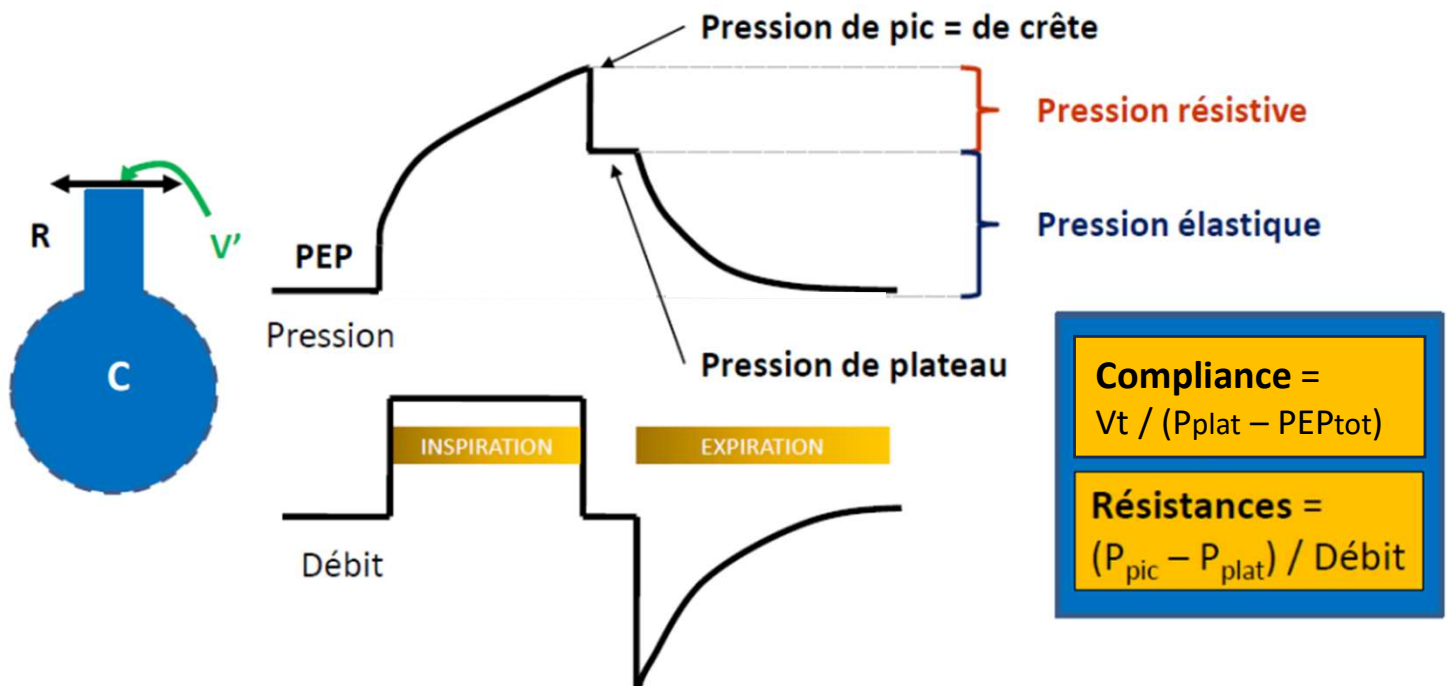 Pression de pic = de crête
Pression résistive
R
V'
PEP
Pression élastique
Pression
C
Pression de plateau
INSPIRATION
EXPIRATION
Débit
Compliance =
Vt / (Pplat – PEPtot)
Résistances =
(Ppic – Pplat) / Débit